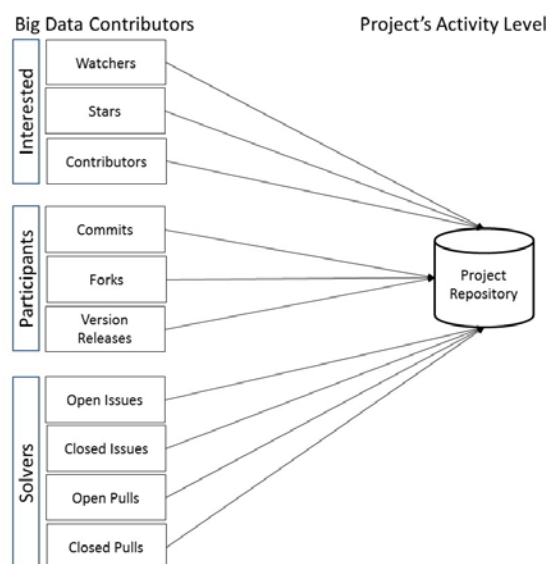 Big Data Contributors
Project's Activity Level
Interested
Watchers
Stars
Contributors
Participants
Commits
Forks
Version
Releases
Project
Repository
Solvers
Open Issues
Closed Issues
Open Pulls
Closed Pulls